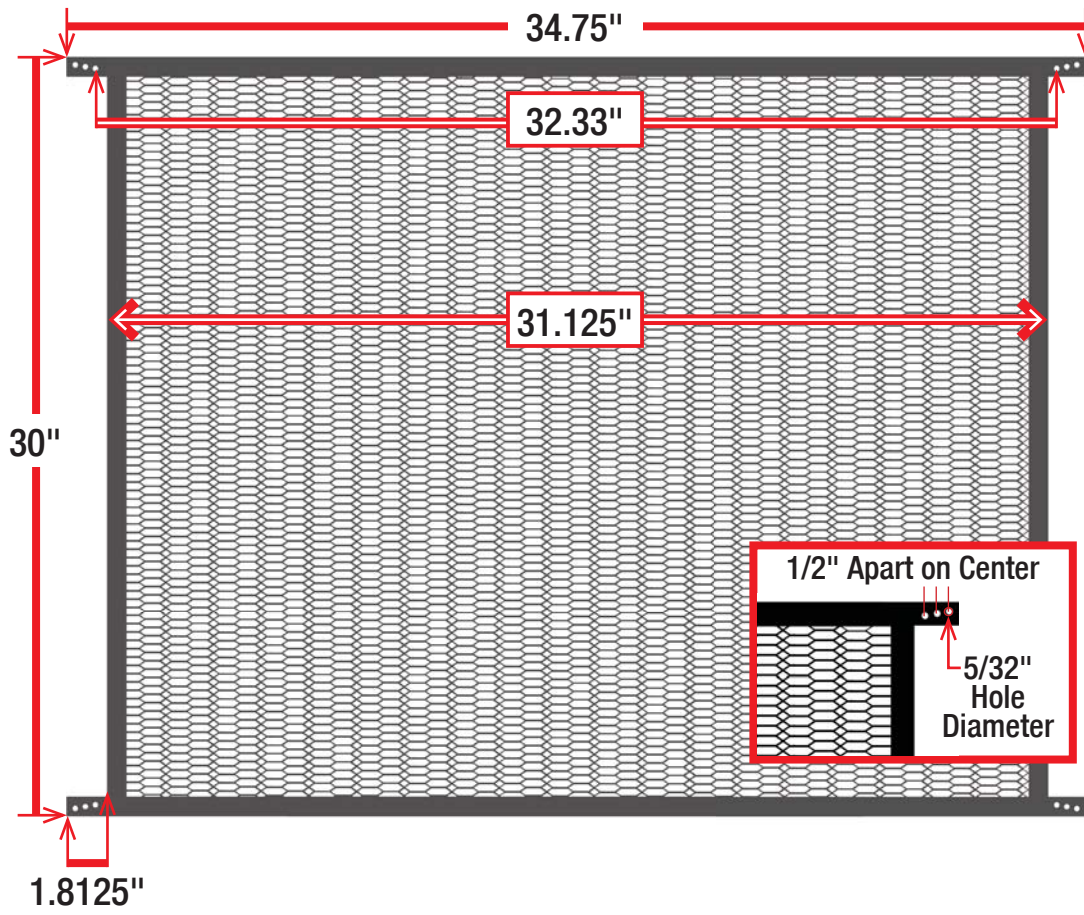 34.75"
32.33"
31.125"
30"
1/2" Apart on Center
5/32"
Hole
Diameter
1.8125"